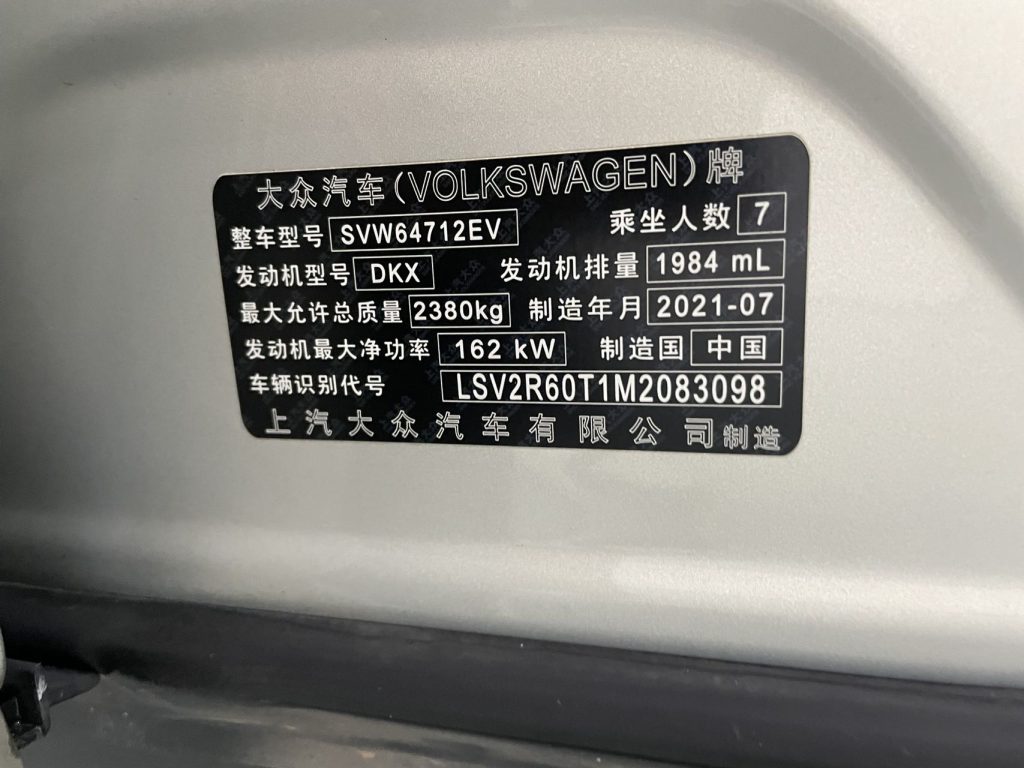 大众汽车(VOLKSWAGEN)牌
整车型号 SVW64712EV 乘坐人数 7
发动机型号 DKX 发动机排量 1984 mL
最大允许总质量 2380kg 制造年月 2021-07
发动机最大净功率 162 kW 制造国 中国
车辆识别代号 LSV2R60T1M2083098
上汽大众汽车有限公司制造